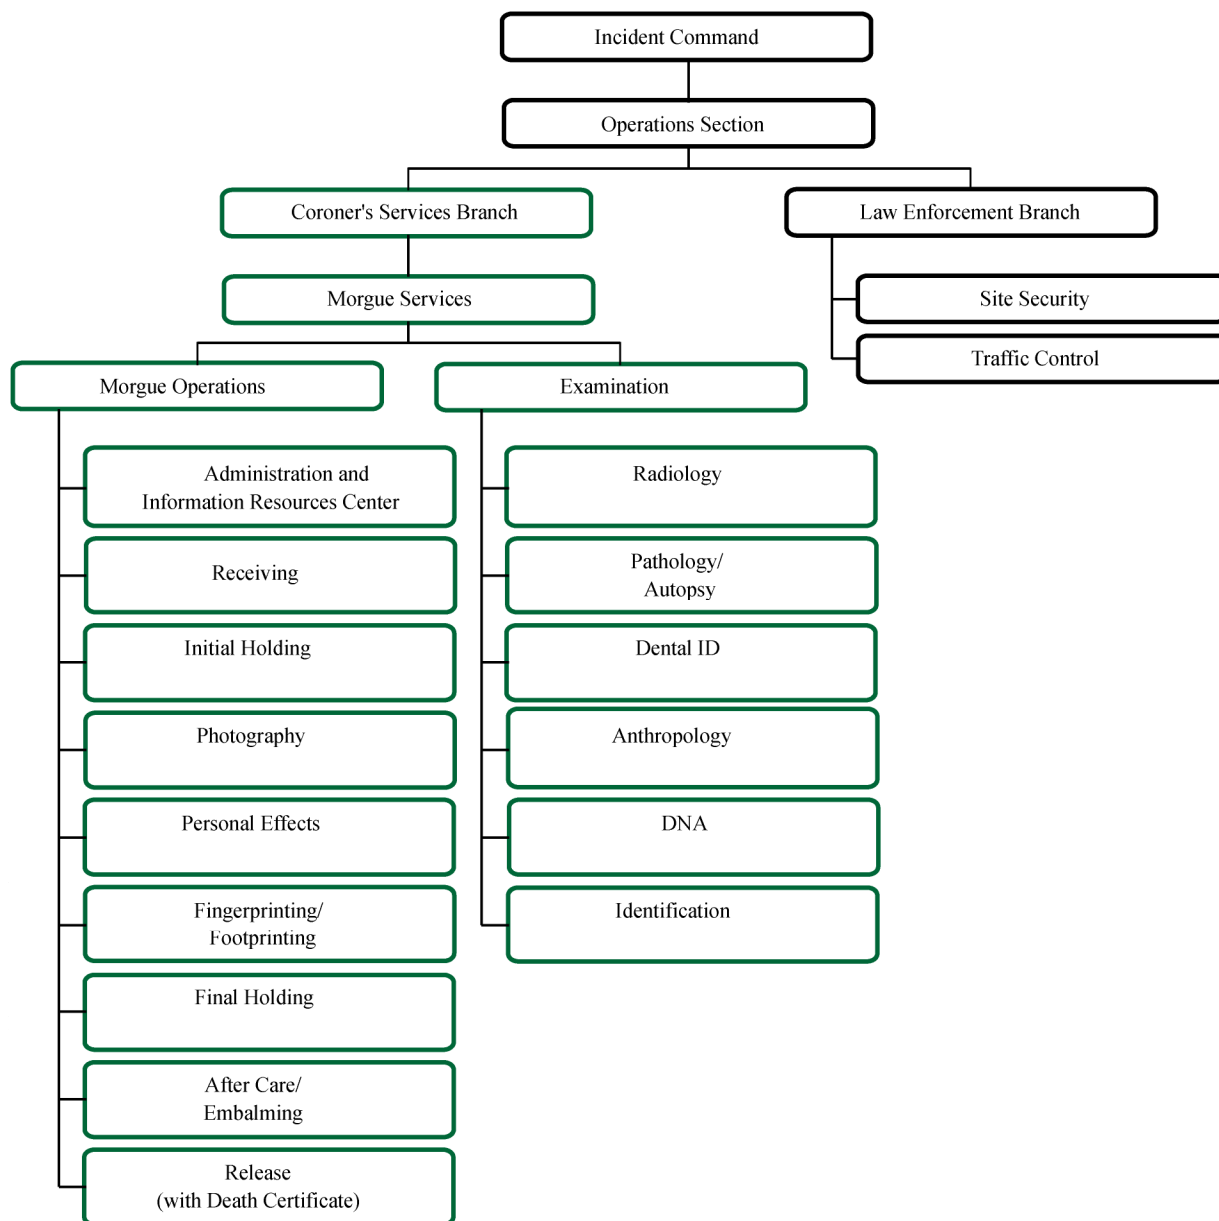 Incident Command
Operations Section
Coroner's Services Branch
Law Enforcement Branch
Morgue Services
Site Security
Traffic Control
Morgue Operations
Examination
Administration and
Information Resources Center
Receiving
Initial Holding
Photography
Personal Effects
Fingerprinting/
Footprinting
Final Holding
After Care/
Embalming
Release
(with Death Certificate)
Radiology
Pathology/
Autopsy
Dental ID
Anthropology
DNA
Identification